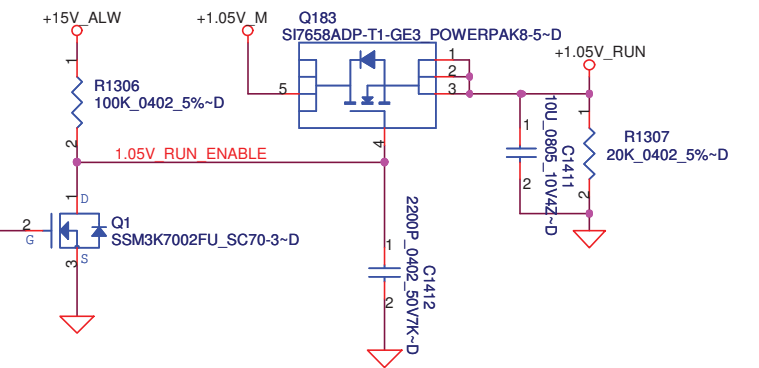 +15V_ALW
+1.05V_M
Q183
SI7658ADP-T1-GE3_POWERPAK8-5~D
+1.05V_RUN
1
R1306
100K_0402_5%~D
2
5
1
2
3
4
1.05V_RUN_ENABLE
1
2
10U_0805_10V4Z~D
C1411
1
2
R1307
20K_0402_5%~D
1
D
2
G
3
S
Q1
SSM3K7002FU_SC70-3~D
1
2
2200P_0402_50V7K~D
C1412